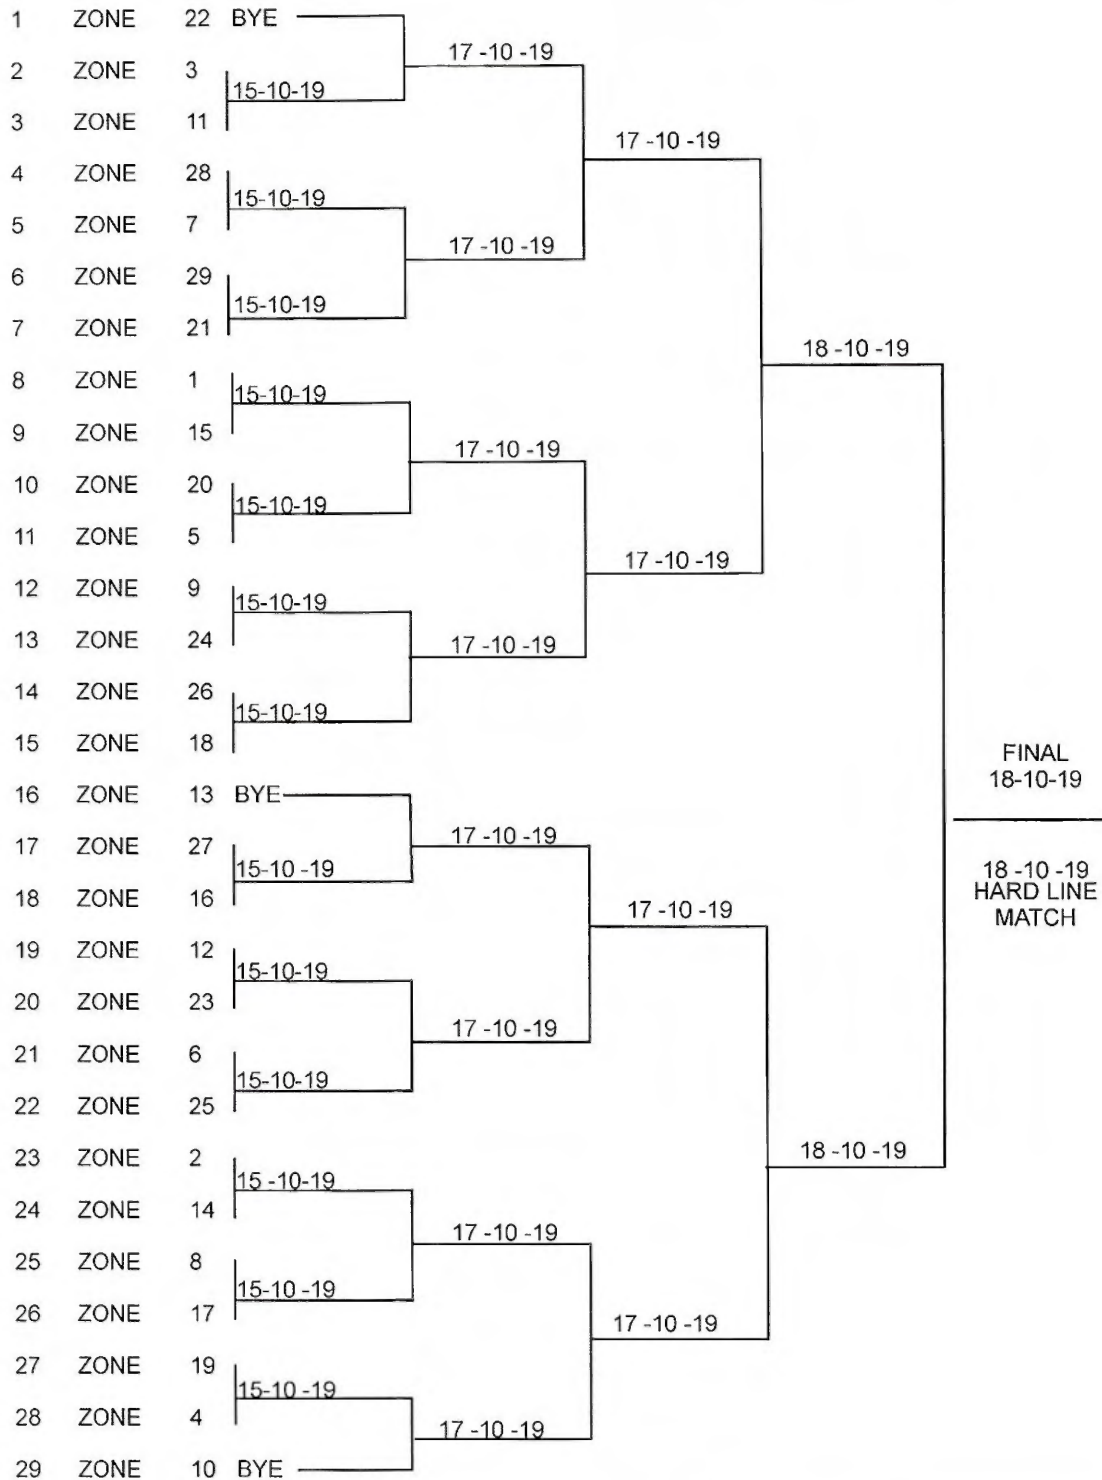 1 ZONE 22 BYE
17 -10 -19
2 ZONE 3
15-10-19
3 ZONE 11
17 -10 -19
4 ZONE 28
15-10-19
5 ZONE 7
17 -10 -19
6 ZONE 29
15-10-19
7 ZONE 21
18 -10 -19
8 ZONE 1
15-10-19
9 ZONE 15
17 -10 -19
10 ZONE 20
15-10-19
11 ZONE 5
17 -10 -19
12 ZONE 9
15-10-19
13 ZONE 24
17 -10 -19
14 ZONE 26
15-10-19
15 ZONE 18
FINAL
18-10-19
16 ZONE 13 BYE
17 -10 -19
17 ZONE 27
15-10 -19
18 -10 -19
HARD LINE
MATCH
18 ZONE 16
17 -10 -19
19 ZONE 12
15-10-19
20 ZONE 23
17 -10 -19
21 ZONE 6
15-10-19
22 ZONE 25
18 -10 -19
23 ZONE 2
15 -10-19
24 ZONE 14
17 -10 -19
25 ZONE 8
15-10 -19
26 ZONE 17
17 -10 -19
27 ZONE 19
15-10 -19
28 ZONE 4
17 -10 -19
29 ZONE 10 BYE